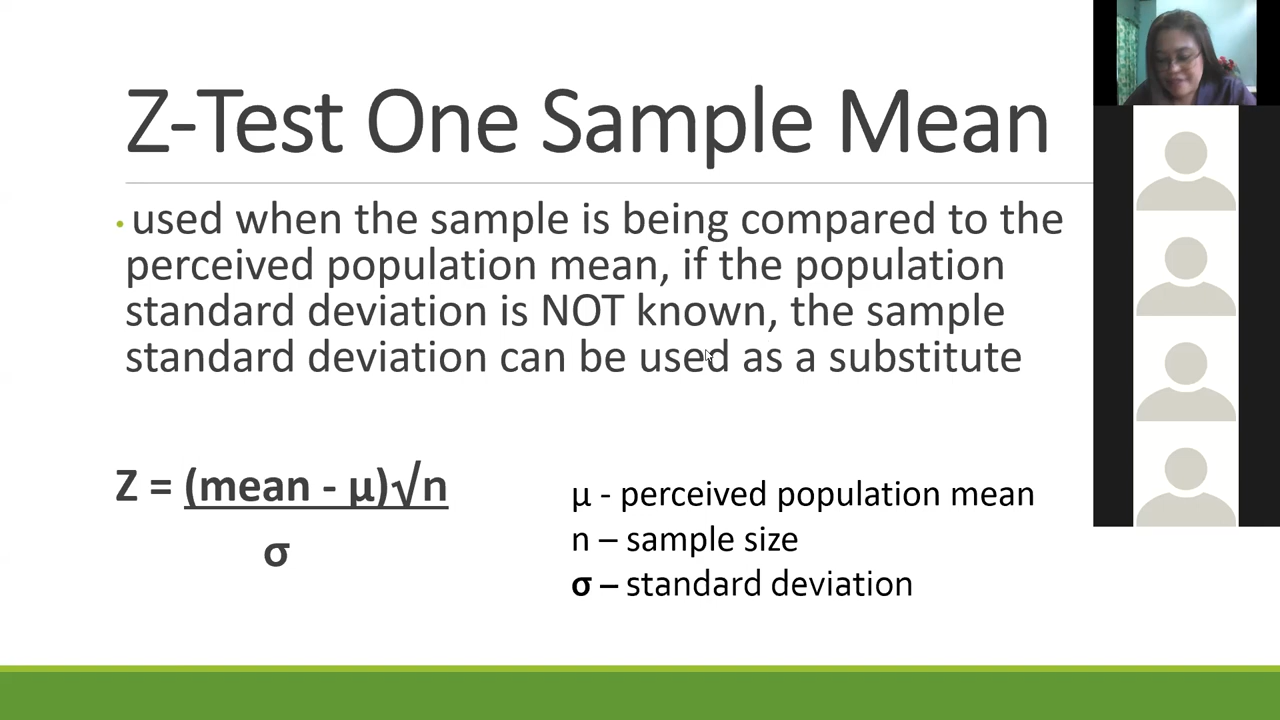 Z-Test One Sample Mean
• used when the sample is being compared to the
perceived population mean, if the population
standard deviation is NOT known, the sample
standard deviation can be used as a substitute
Z = (mean - μ)√n
σ
μ - perceived population mean
n – sample size
σ – standard deviation